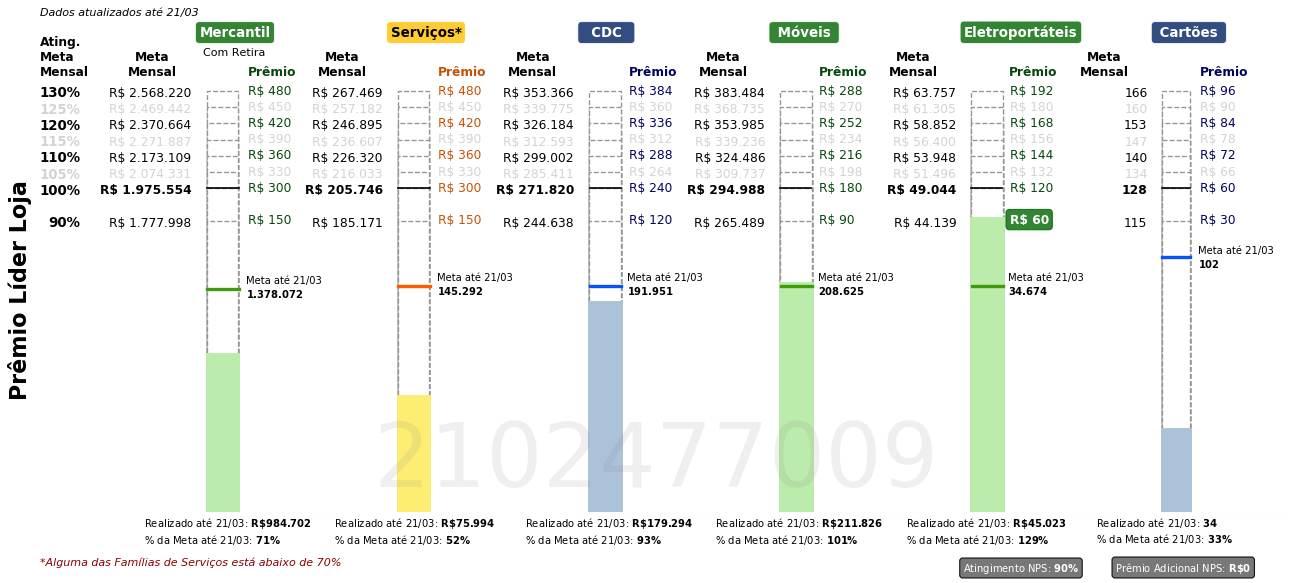 Dados atualizados até 21/03
Mercantil Serviços* CDC Móveis Eletroportáteis Cartões
Com Retira
Ating. Meta Mensal Meta Mensal Prêmio Meta Mensal Prêmio Meta Mensal Prêmio Meta Mensal Prêmio Meta Mensal Prêmio Meta Mensal Prêmio
130% R$ 2.568.220 R$ 480 R$ 267.469 R$ 480 R$ 353.366 R$ 384 R$ 383.484 R$ 288 R$ 63.757 R$ 192 166 R$ 96
125% R$ 2.469.442 R$ 450 R$ 257.182 R$ 450 R$ 339.775 R$ 360 R$ 368.735 R$ 270 R$ 61.305 R$ 180 160 R$ 90
120% R$ 2.370.664 R$ 420 R$ 246.895 R$ 420 R$ 326.184 R$ 336 R$ 353.985 R$ 252 R$ 58.852 R$ 168 153 R$ 84
115% R$ 2.271.887 R$ 390 R$ 236.607 R$ 390 R$ 312.593 R$ 312 R$ 339.236 R$ 234 R$ 56.400 R$ 156 147 R$ 78
110% R$ 2.173.109 R$ 360 R$ 226.320 R$ 360 R$ 299.002 R$ 288 R$ 324.486 R$ 216 R$ 53.948 R$ 144 140 R$ 72
105% R$ 2.074.331 R$ 330 R$ 216.033 R$ 330 R$ 285.411 R$ 264 R$ 309.737 R$ 198 R$ 51.496 R$ 132 134 R$ 66
100% R$ 1.975.554 R$ 300 R$ 205.746 R$ 300 R$ 271.820 R$ 240 R$ 294.988 R$ 180 R$ 49.044 R$ 120 128 R$ 60
90% R$ 1.777.998 R$ 150 R$ 185.171 R$ 150 R$ 244.638 R$ 120 R$ 265.489 R$ 90 R$ 44.139 R$ 60 115 R$ 30
Prêmio Líder Loja
Meta até 21/03 Meta até 21/03 Meta até 21/03 Meta até 21/03 Meta até 21/03 Meta até 21/03
1.378.072 145.292 191.951 208.625 34.674 102
2102477009
Realizado até 21/03: R$984.702 Realizado até 21/03: R$75.994 Realizado até 21/03: R$179.294 Realizado até 21/03: R$211.826 Realizado até 21/03: R$45.023 Realizado até 21/03: 34
% da Meta até 21/03: 71% % da Meta até 21/03: 52% % da Meta até 21/03: 93% % da Meta até 21/03: 101% % da Meta até 21/03: 129% % da Meta até 21/03: 33%
*Alguma das Famílias de Serviços está abaixo de 70% Atingimento NPS: 90% Prêmio Adicional NPS: R$0